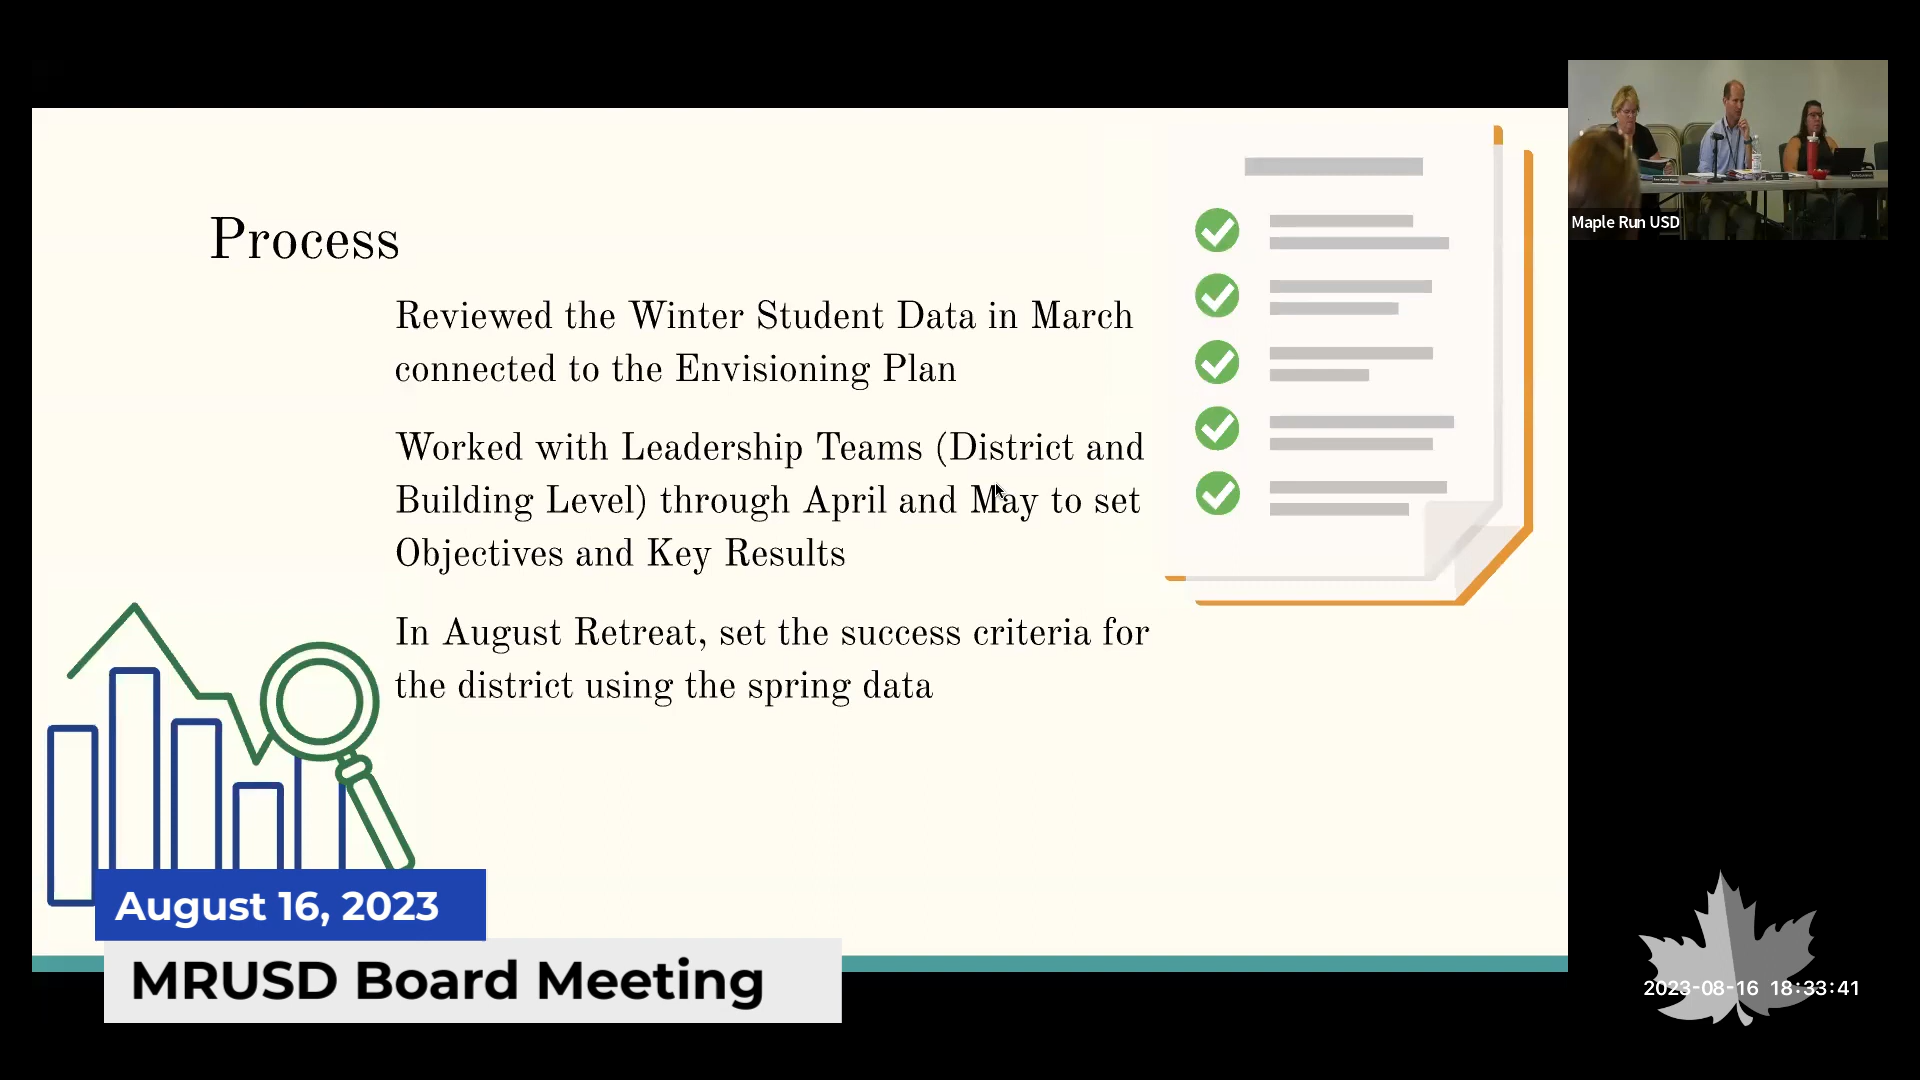 Process
Reviewed the Winter Student Data in March
connected to the Envisioning Plan
Worked with Leadership Teams (District and
Building Level) through April and May to set
Objectives and Key Results
In August Retreat, set the success criteria for
the district using the spring data
Maple Run USD
August 16, 2023
MRUSD Board Meeting
2023-08-16 18:33:41